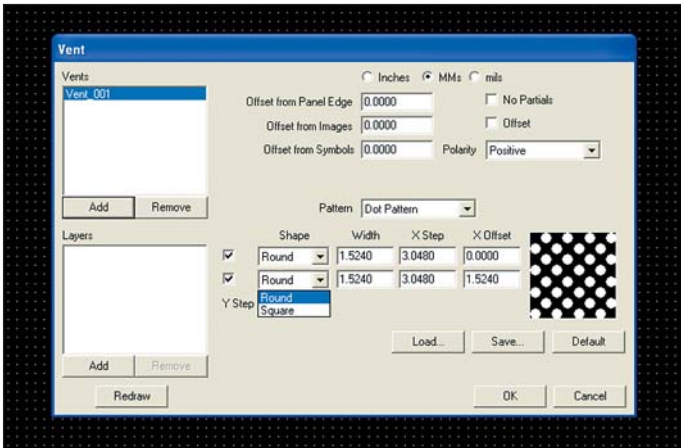 Vent
Vents
Inches MMs mils
Vent_001
Offset from Panel Edge 0.0000 No Partials
Offset from Images 0.0000 Offset
Offset from Symbols 0.0000 Polarity Positive
Add Remove
Pattern Dot Pattern
Layers
Shape Width X Step X Offset
Round 1.5240 3.0480 0.0000
Round 1.5240 3.0480 1.5240
Y Step Round
Square
Load... Save... Default
Add Remove
Redraw OK Cancel